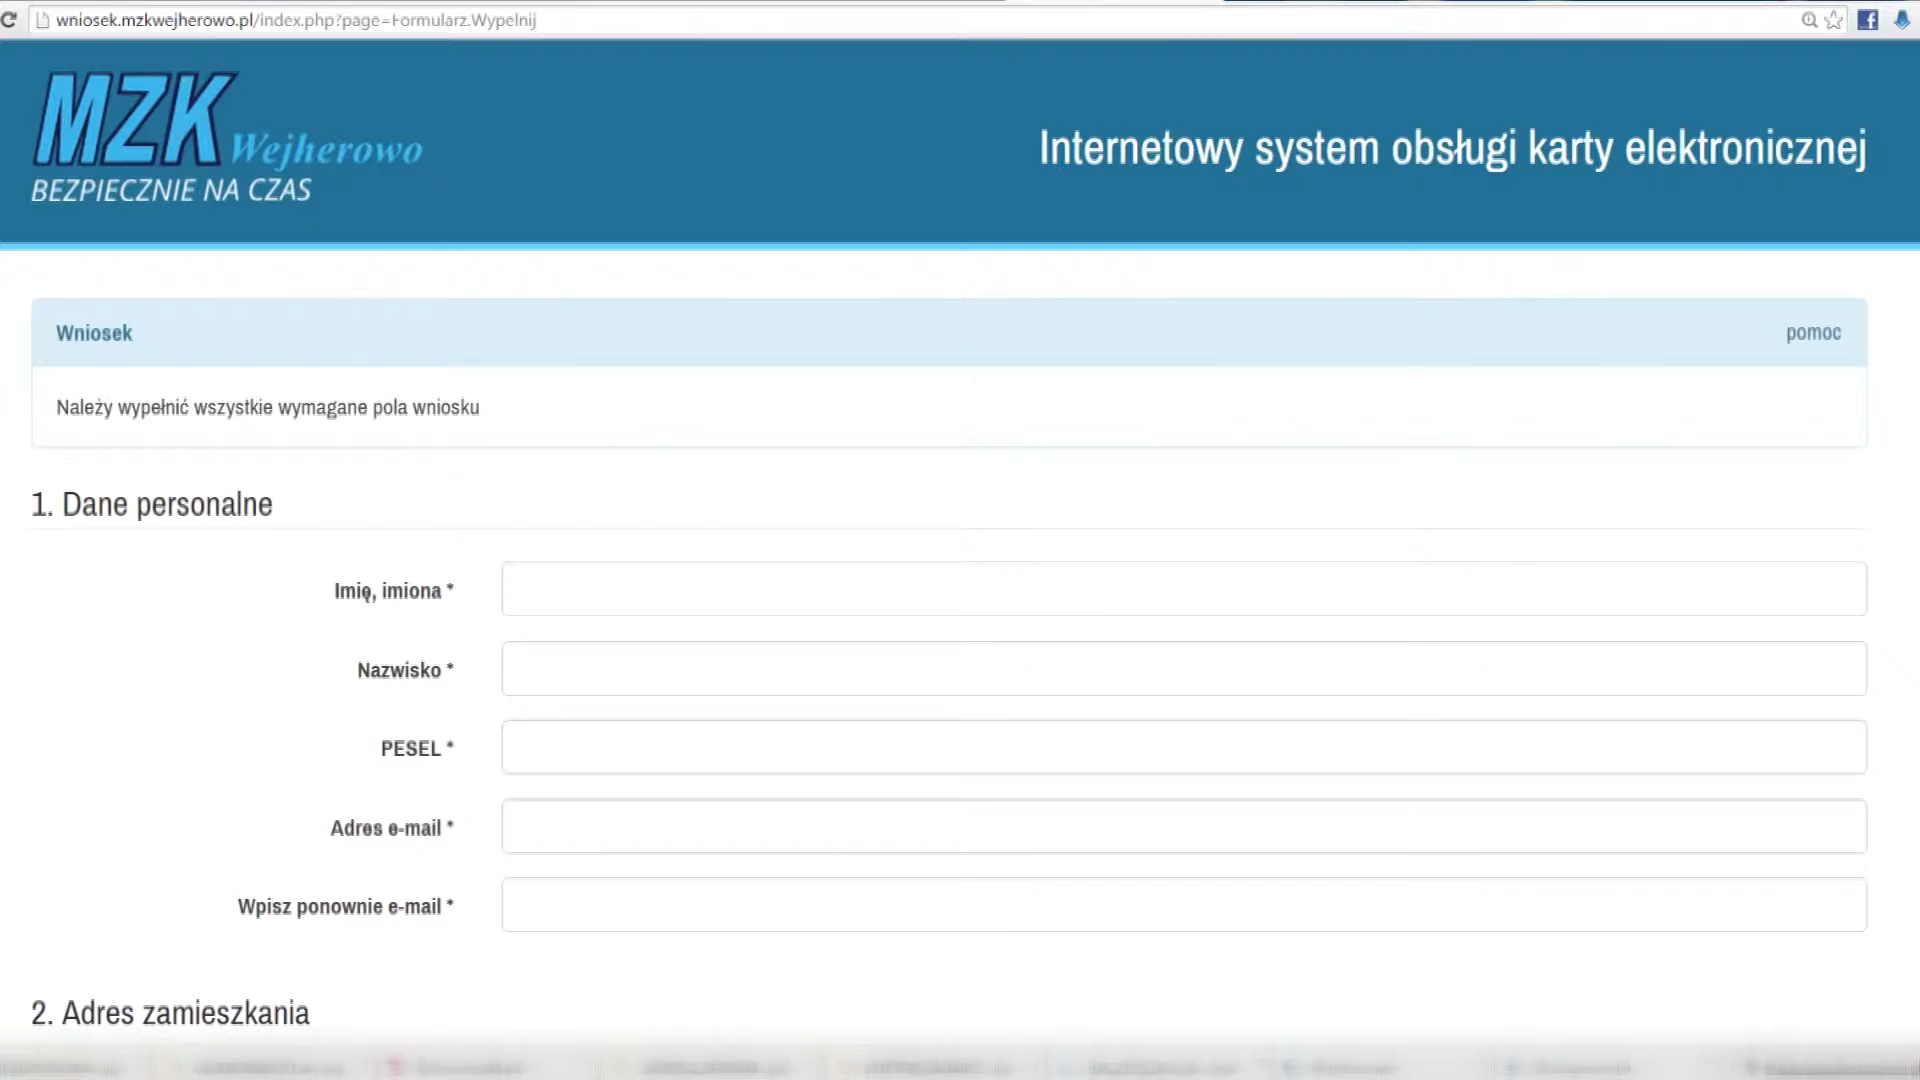 wniosek.mzkwejherowo.pl/index.php?page=Formularz.Wypelnij
MZK Wejherowo
BEZPIECZNIE NA CZAS
Internetowy system obsługi karty elektronicznej
Wniosek
pomoc
Należy wypełnić wszystkie wymagane pola wniosku
1. Dane personalne
Imię, imiona *
Nazwisko *
PESEL *
Adres e-mail *
Wpisz ponownie e-mail *
2. Adres zamieszkania